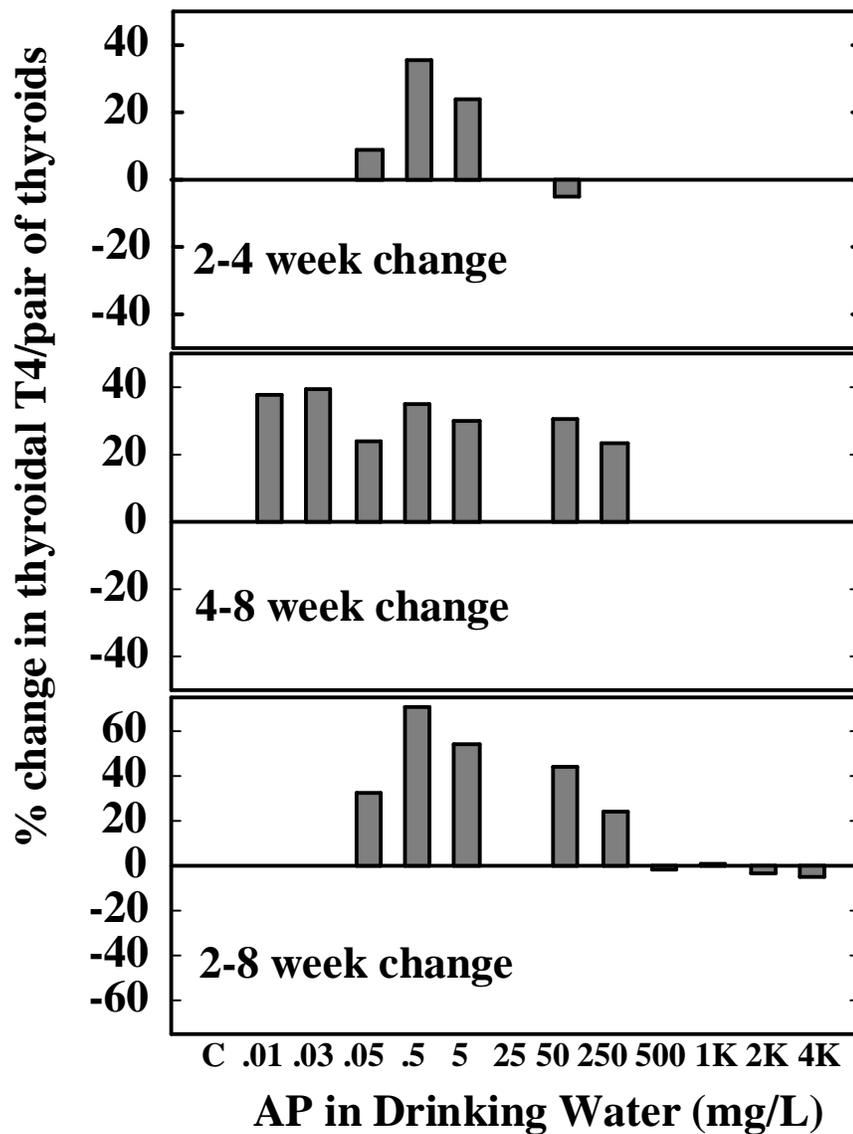 % change in thyroidal T4/pair of thyroids
40
20
0
-20
-40
2-4 week change
40
20
0
-20
-40
4-8 week change
60
40
20
0
-20
-40
-60
2-8 week change
C .01 .03 .05 .5 5 25 50 250 500 1K 2K 4K
AP in Drinking Water (mg/L)